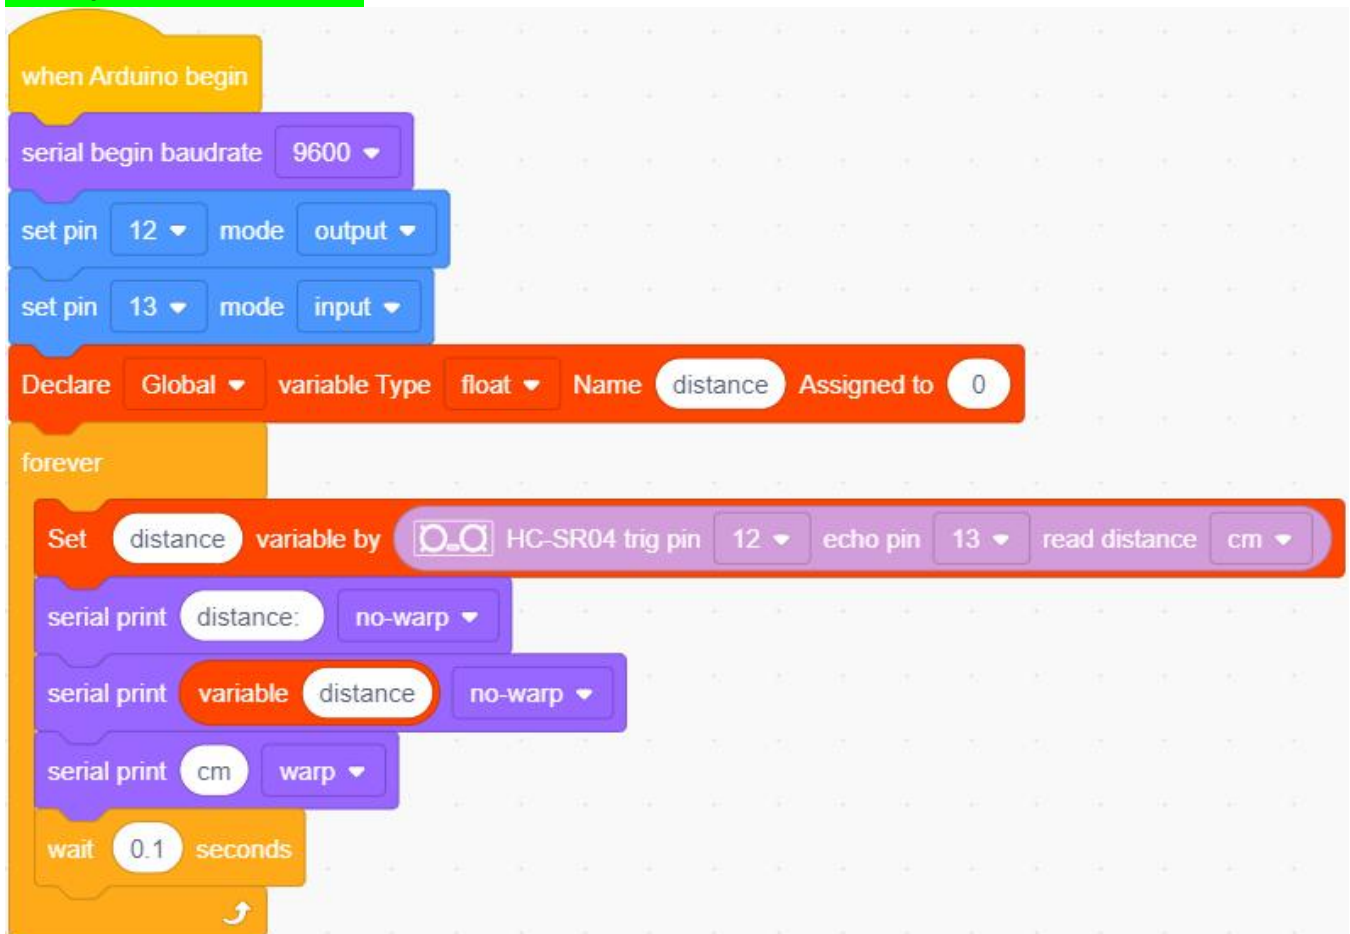 when Arduino begin
serial begin baudrate 9600
set pin 12 mode output
set pin 13 mode input
Declare Global variable Type float Name distance Assigned to 0
forever
Set distance variable by HC-SR04 trig pin 12 echo pin 13 read distance cm
serial print distance: no-warp
serial print variable distance no-warp
serial print cm warp
wait 0.1 seconds